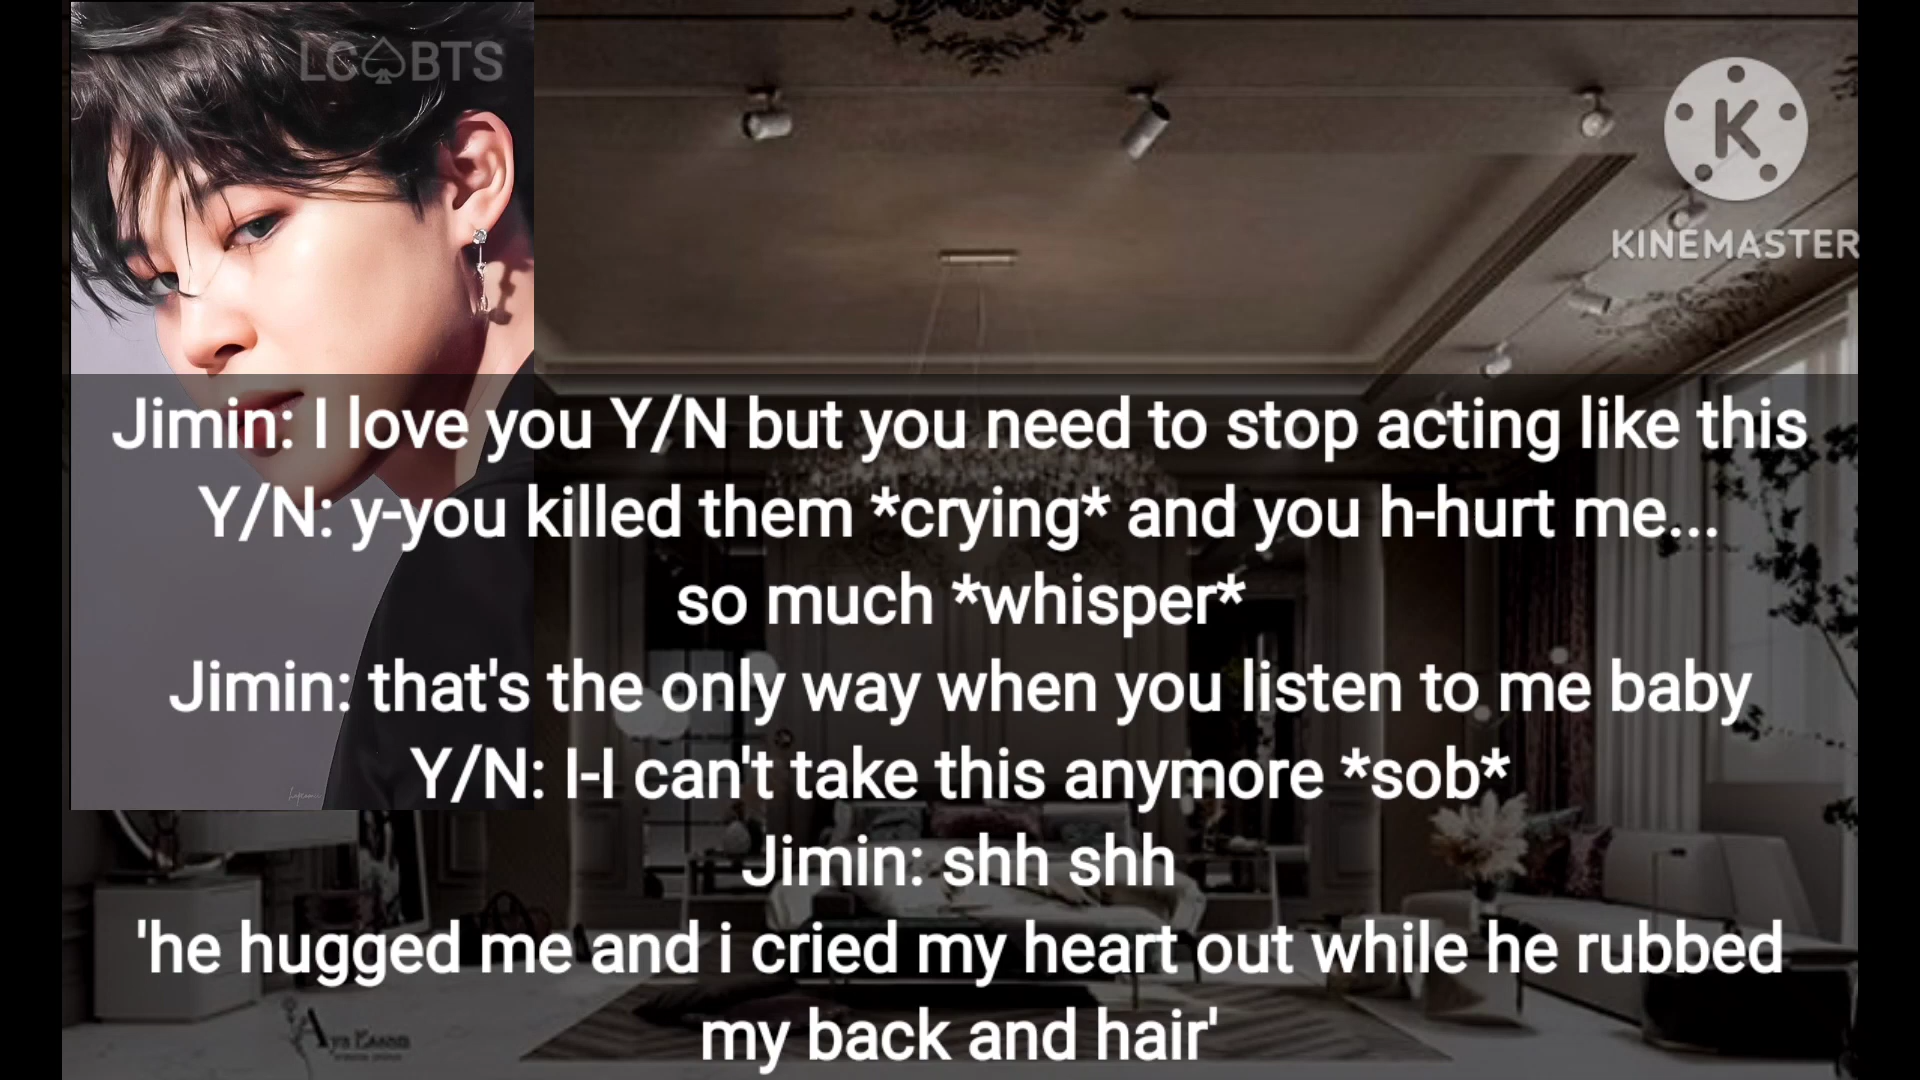 LC♤BTS
K
KINEMASTER
Jimin: I love you Y/N but you need to stop acting like this
Y/N: y-you killed them *crying* and you h-hurt me...
so much *whisper*
Jimin: that's the only way when you listen to me baby
Y/N: I-I can't take this anymore *sob*
Jimin: shh shh
'he hugged me and i cried my heart out while he rubbed
my back and hair'